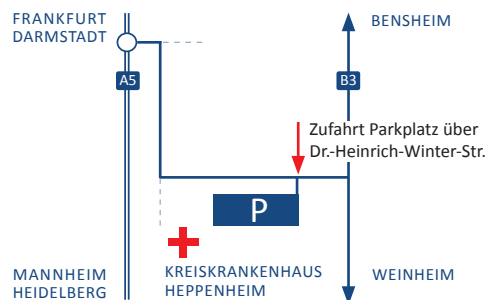 FRANKFURT
DARMSTADT
BENSHEIM
A5
B3
Zufahrt Parkplatz über
Dr.-Heinrich-Winter-Str.
P
MANNHEIM
HEIDELBERG
KREISKRANKENHAUS
HEPPENHEIM
WEINHEIM